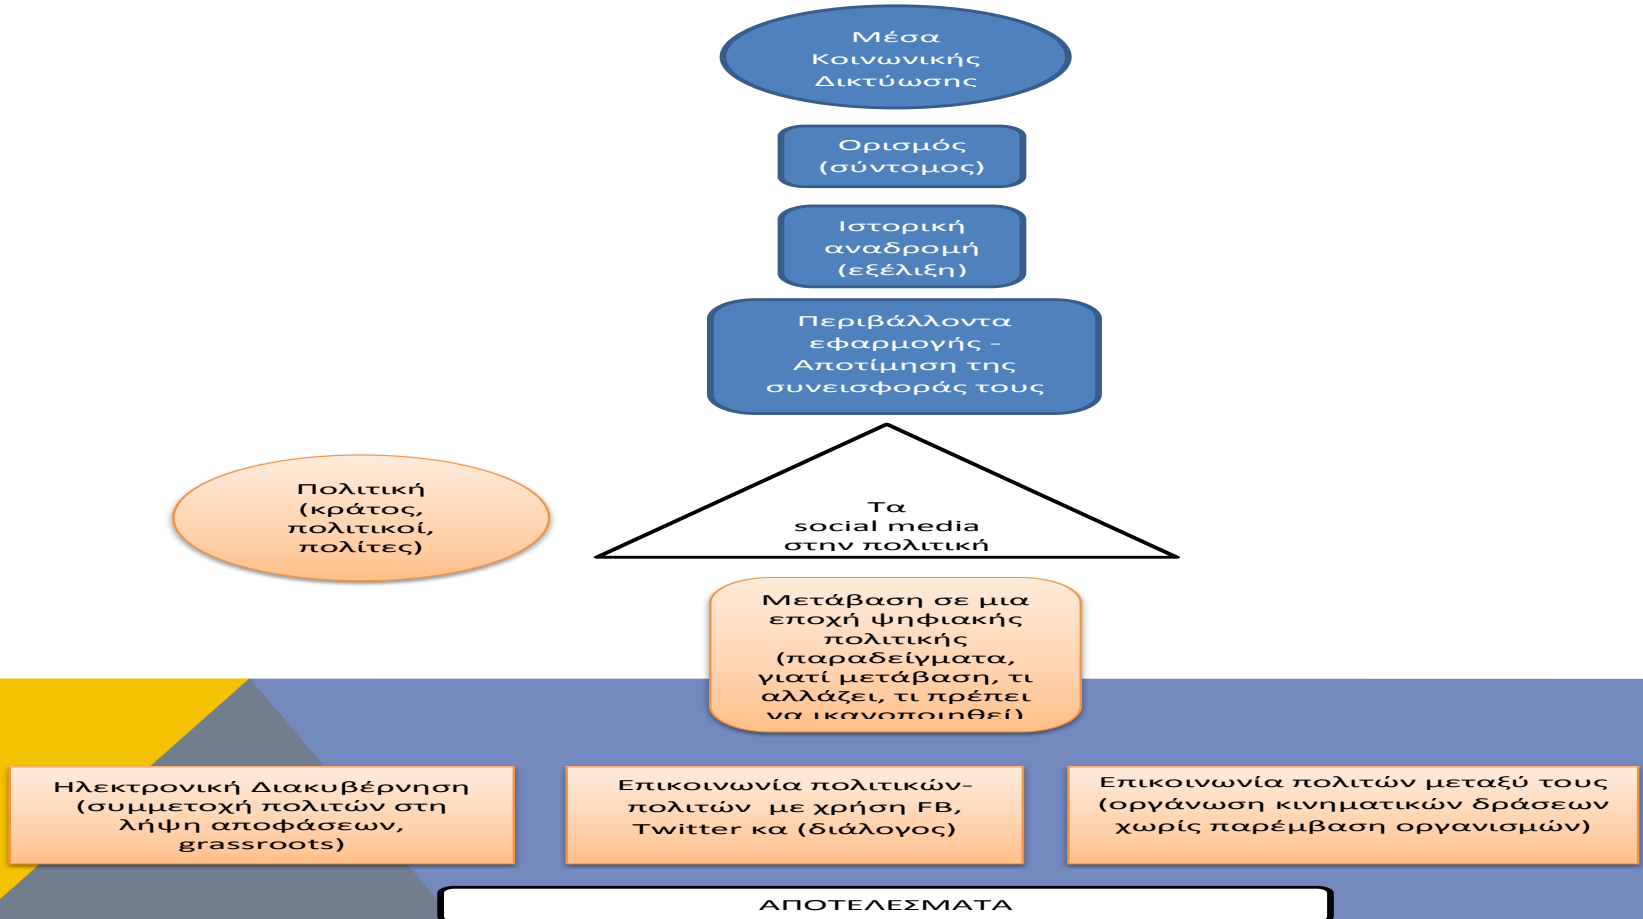 Μέσα
Κοινωνικής
Δικτύωσης
Ορισμός
(σύντομος)
Ιστορική
αναδρομή
(εξέλιξη)
Περιβάλλοντα
εφαρμογής -
Αποτίμηση της
συνεισφοράς τους
Πολιτική
(κράτος,
πολιτικοί,
πολίτες)
Τα
social media
στην πολιτική
Μετάβαση σε μια
εποχή ψηφιακής
πολιτικής
(παραδείγματα,
γιατί μετάβαση, τι
αλλάζει, τι πρέπει
να ικανοποιηθεί)
Ηλεκτρονική Διακυβέρνηση
(συμμετοχή πολιτών στη
λήψη αποφάσεων,
grassroots)
Επικοινωνία πολιτικών-
πολιτών με χρήση FB,
Twitter κα (διάλογος)
Επικοινωνία πολιτών μεταξύ τους
(οργάνωση κινηματικών δράσεων
χωρίς παρέμβαση οργανισμών)
ΑΠΟΤΕΛΕΣΜΑΤΑ